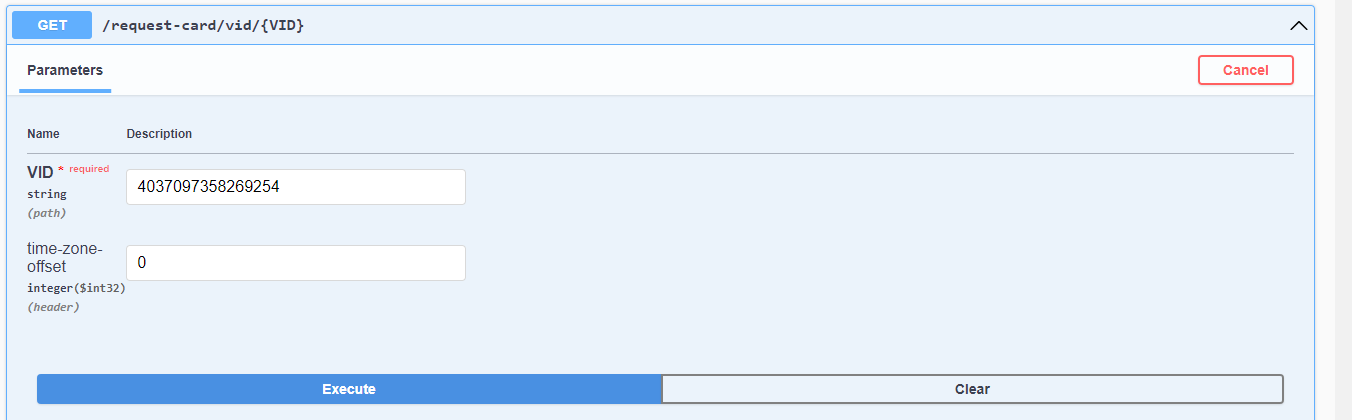 GET /request-card/vid/{VID}
Parameters
Cancel
Name Description
VID * required
string
(path)
4037097358269254
time-zone-
offset
integer($int32)
(header)
0
Execute Clear